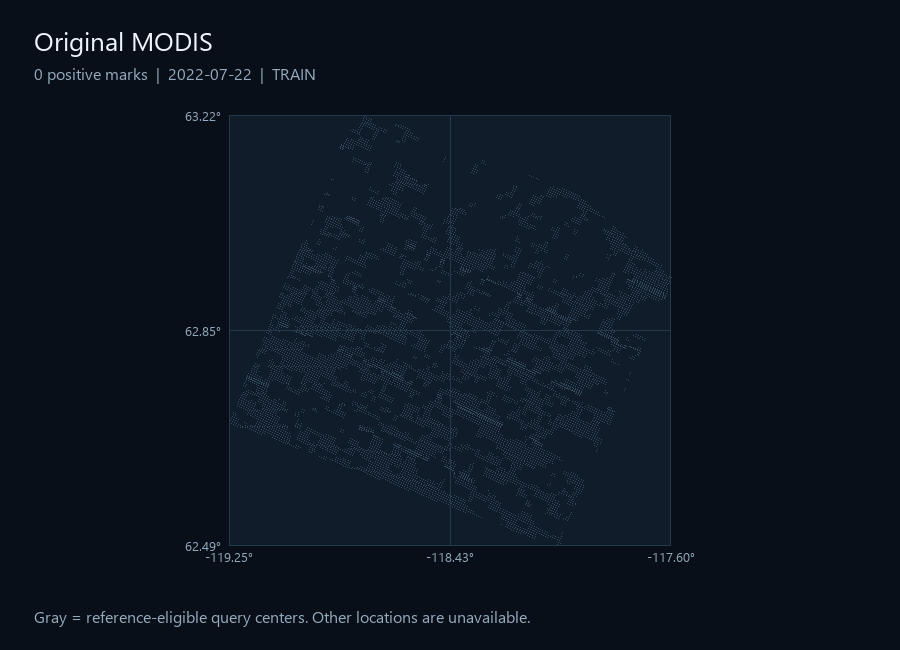 Original MODIS
0 positive marks | 2022-07-22 | TRAIN
63.22°
62.85°
62.49°
-119.25°
-118.43°
-117.60°
Gray = reference-eligible query centers. Other locations are unavailable.